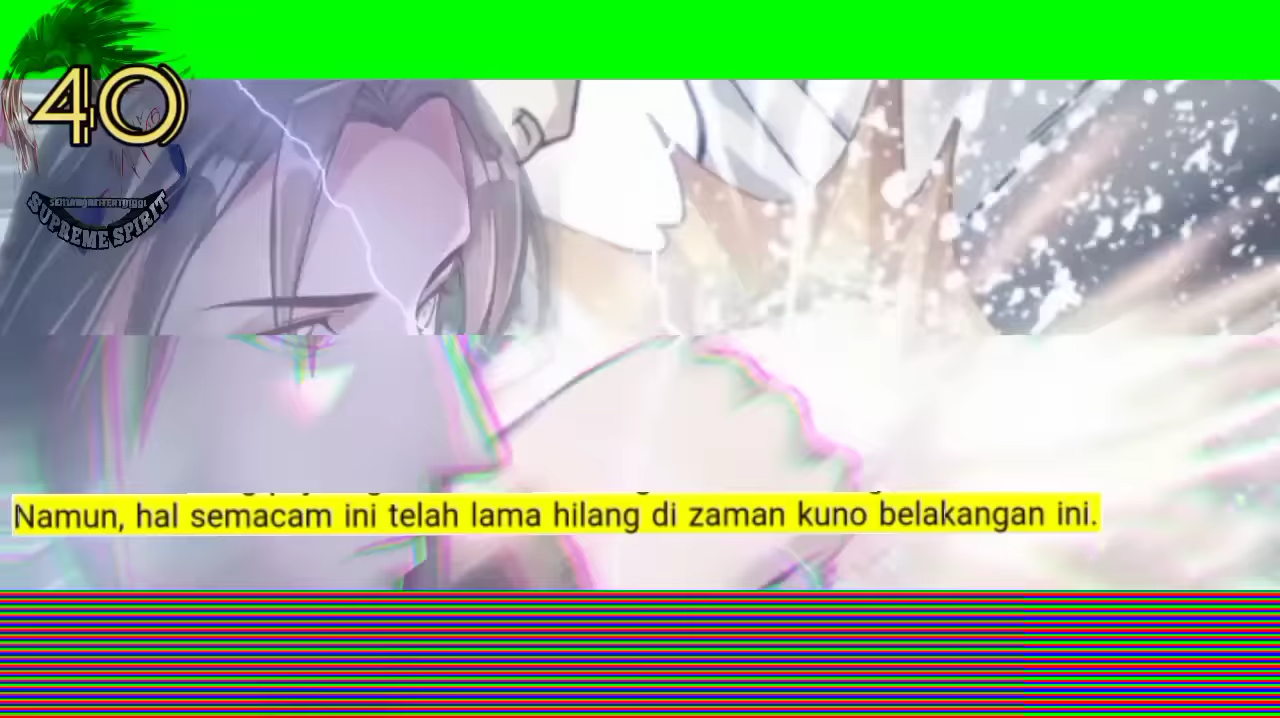 40
SUPREME SPIRIT
Namun, hal semacam ini telah lama hilang di zaman kuno belakangan ini.